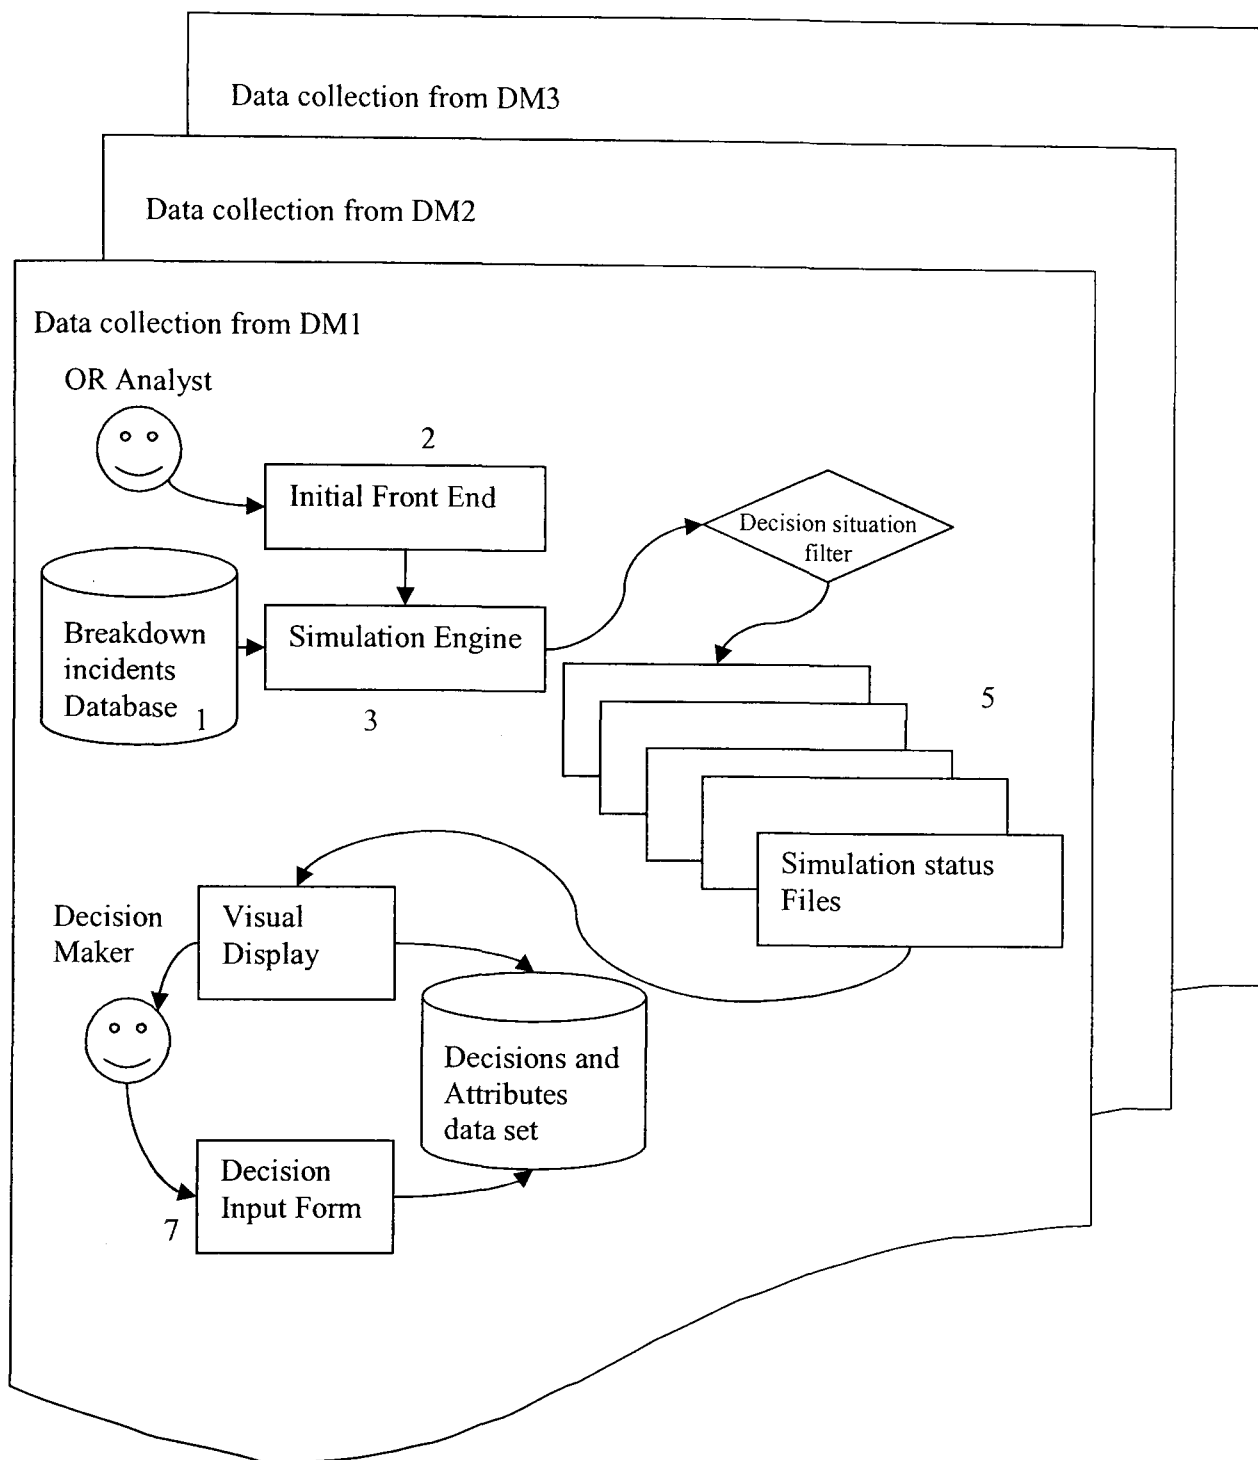 Data collection from DM3
Data collection from DM2
Data collection from DM1
OR Analyst
2
Initial Front End
Decision situation
filter
Breakdown
incidents
Database
1
Simulation Engine
3
5
Simulation status
Files
Decision
Maker
Visual
Display
Decisions and
Attributes
data set
Decision
Input Form
7